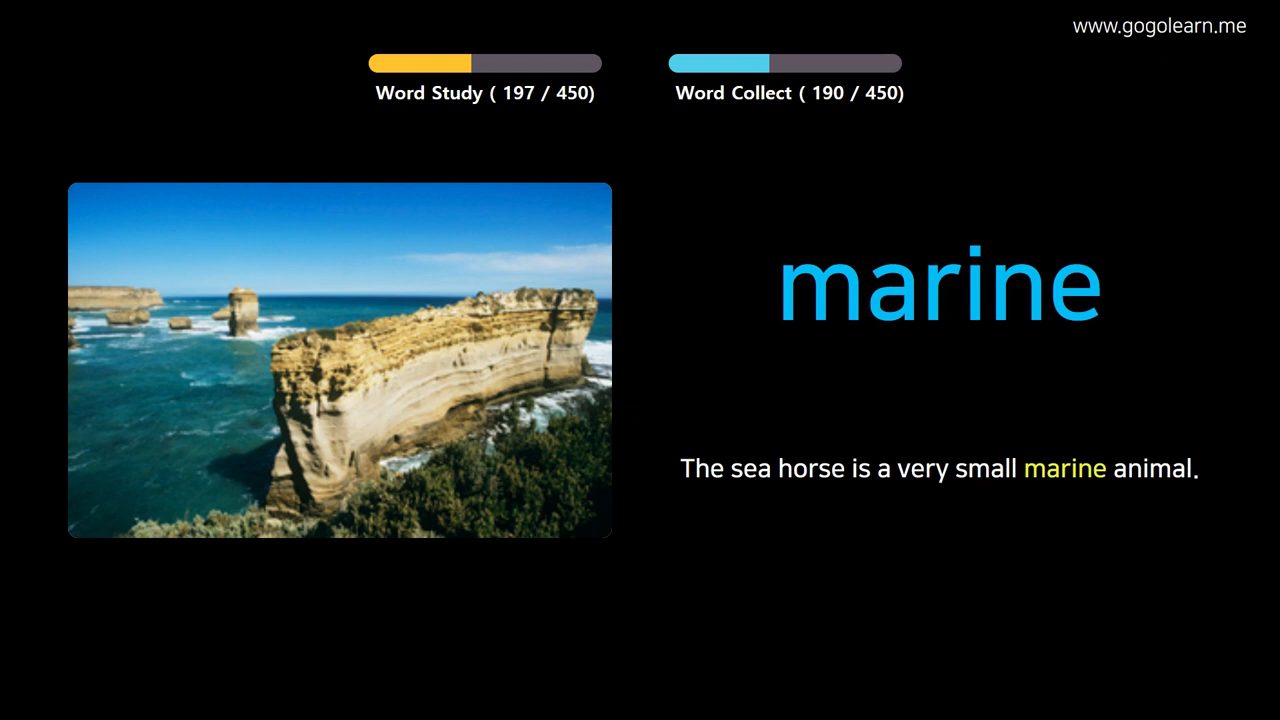 www.gogolearn.me
Word Study ( 197 / 450)
Word Collect ( 190 / 450)
marine
The sea horse is a very small marine animal.